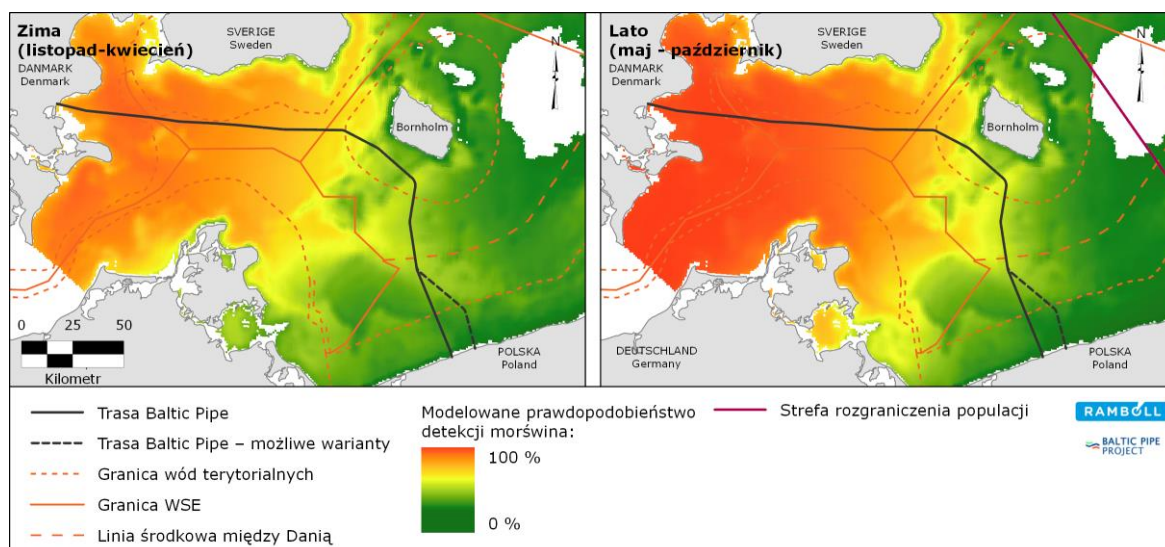 Zima
(listopad-kwiecień)
DANMARK
Denmark
SVERIGE
Sweden
N
Bornholm
0 25 50
Kilometr
POLSKA
Poland
Lato
(maj - październik)
DANMARK
Denmark
SVERIGE
Sweden
N
Bornholm
DEUTSCHLAND
Germany
POLSKA
Poland
Trasa Baltic Pipe
Trasa Baltic Pipe – możliwe warianty
Granica wód terytorialnych
Granica WSE
Linia środkowa między Danią
Modelowane prawdopodobieństwo
detekcji morświna:
100 %
0 %
Strefa rozgraniczenia populacji
RAMBOLL
BALTIC PIPE
PROJECT